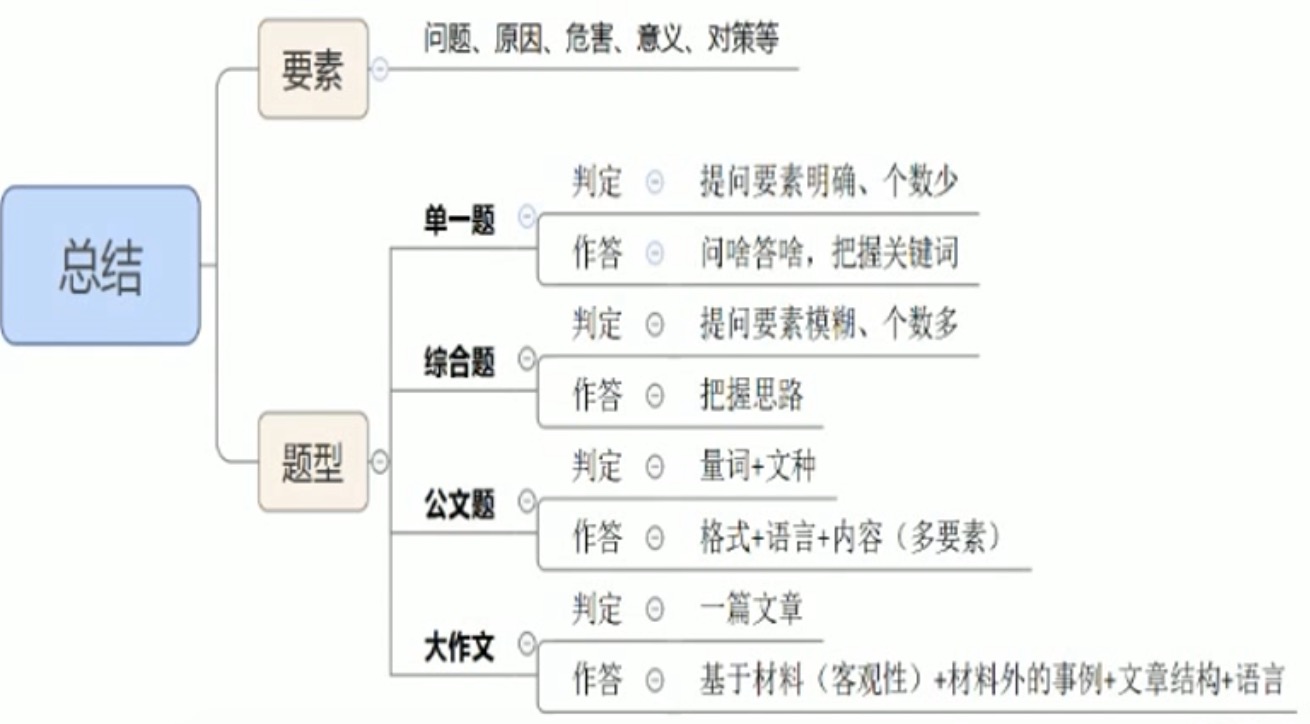 总结
要素
问题、原因、危害、意义、对策等
题型
单一题
判定
提问要素明确、个数少
作答
问啥答啥，把握关键词
综合题
判定
提问要素模糊、个数多
作答
把握思路
公文题
判定
量词+文种
作答
格式+语言+内容（多要素）
大作文
判定
一篇文章
作答
基于材料（客观性）+材料外的事例+文章结构+语言